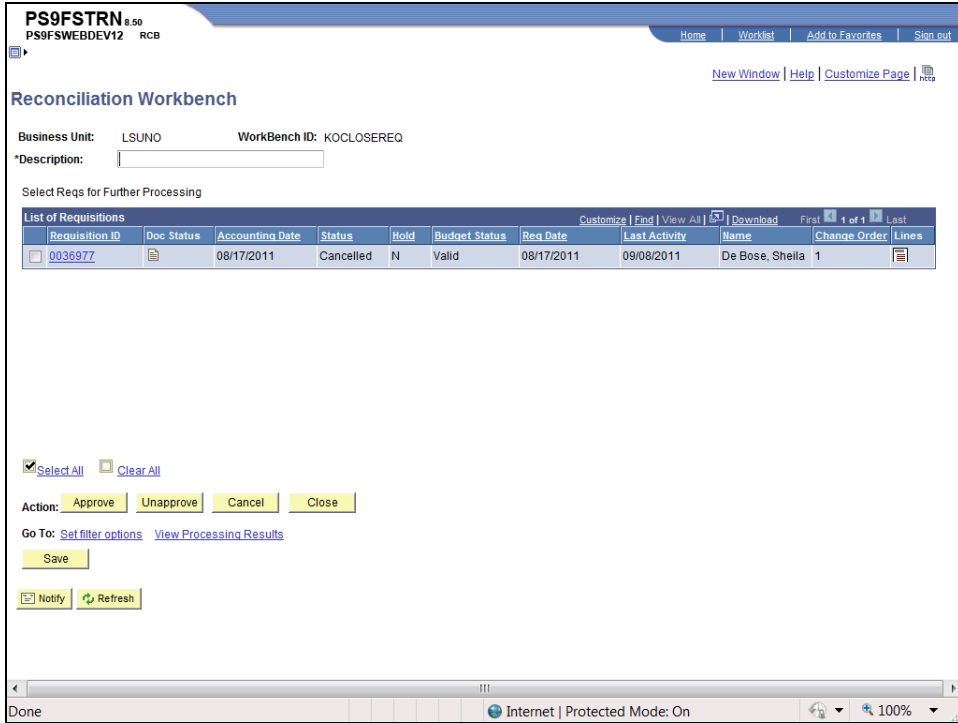 PS9FSTRN 8.50
PS9FSWEBDEV12 RCB
Home | Worklist | Add to Favorites | Sign out
New Window | Help | Customize Page | http
Reconciliation Workbench
Business Unit: LSUNO WorkBench ID: KOCLOSEREQ
*Description:
Select Reqs for Further Processing
List of Requisitions Customize | Find | View All | Download First 1 of 1 Last
Requisition ID Doc Status Accounting Date Status Hold Budget Status Req Date Last Activity Name Change Order Lines
0036977 08/17/2011 Cancelled N Valid 08/17/2011 09/08/2011 De Bose, Sheila 1
Select All Clear All
Action: Approve Unapprove Cancel Close
Go To: Set filter options View Processing Results
Save
Notify Refresh
Done Internet | Protected Mode: On 100%